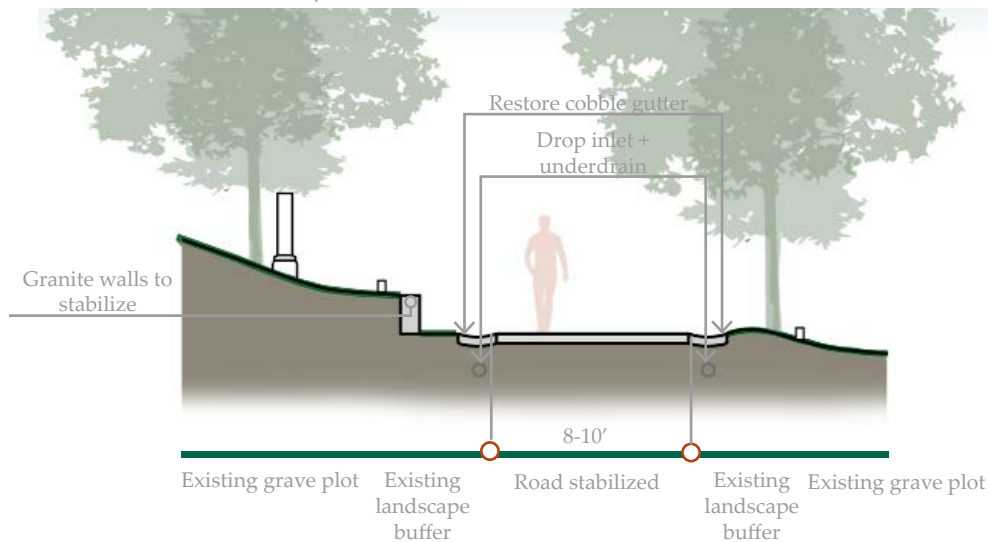 Restore cobble gutter
Drop inlet +
underdrain
Granite walls to
stabilize
8-10’
Existing grave plot
Existing
landscape
buffer
Road stabilized
Existing
landscape
buffer
Existing grave plot